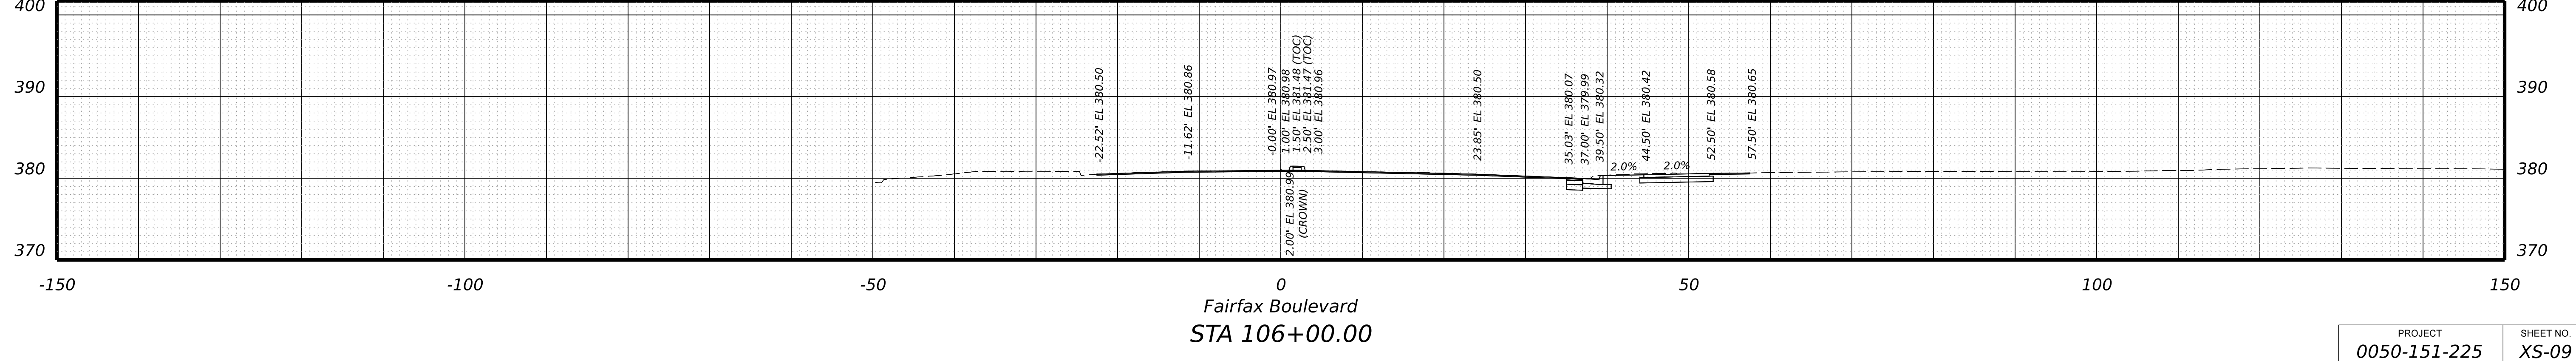 400
400
390
390
380
380
370
370
-22.52' EL 380.50
-11.62' EL 380.86
-0.00' EL 380.97
1.00' EL 380.98
1.50' EL 381.48 (TOC)
2.50' EL 381.47 (TOC)
3.00' EL 380.96
23.85' EL 380.50
35.03' EL 380.07
37.00' EL 379.99
39.50' EL 380.32
44.50' EL 380.42
52.50' EL 380.58
57.50' EL 380.65
2.0%
2.0%
2.00' EL 380.99
(CROWN)
-150
-100
-50
0
50
100
150
Fairfax Boulevard
STA 106+00.00
PROJECT
0050-151-225
SHEET NO.
XS-09